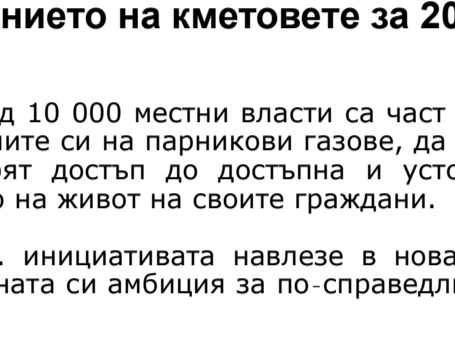 нието на кметовете за 20
д 10 000 местни власти са част
ите си на парникови газове, да
ят достъп до достъпна и усто
о на живот на своите граждани.
. инициативата навлезе в нова
ната си амбиция за по-справедли